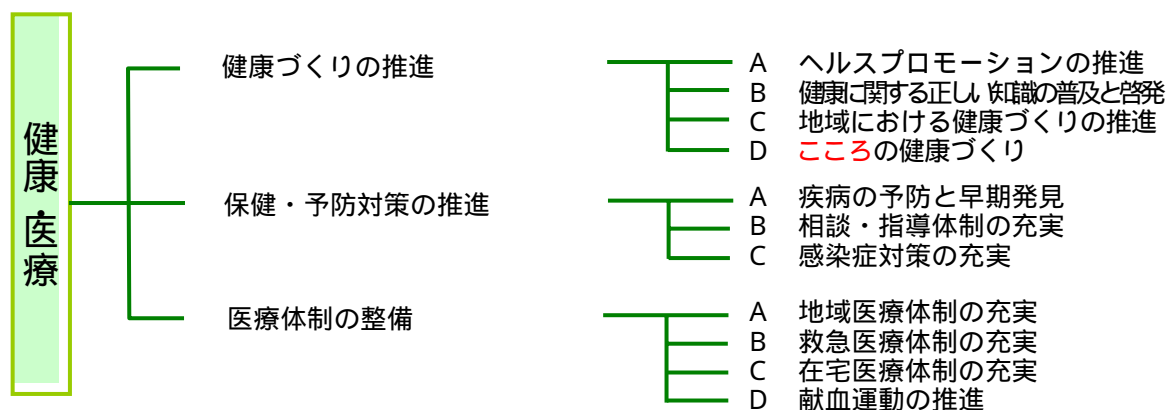 健康・医療
健康づくりの推進
A ヘルスプロモーションの推進
B 健康に関する正しい知識の普及と啓発
C 地域における健康づくりの推進
D こころの健康づくり
保健・予防対策の推進
A 疾病の予防と早期発見
B 相談・指導体制の充実
C 感染症対策の充実
医療体制の整備
A 地域医療体制の充実
B 救急医療体制の充実
C 在宅医療体制の充実
D 献血運動の推進